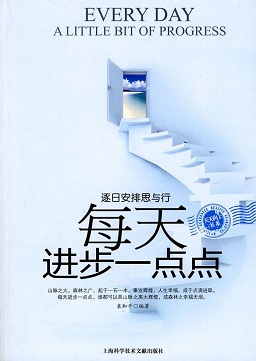 EVERY DAY
A LITTLE BIT OF PROGRESS
逐日安排思与行
每天
进步一点点
山脉之大，森林之广，起于一石一木。事业辉煌，人生幸福，成于点滴进取。
每天进步一点点，谁都可以具山脉之高大辉煌，成森林之幸福无垠。
袁和平◎编著
上海科学技术文献出版社